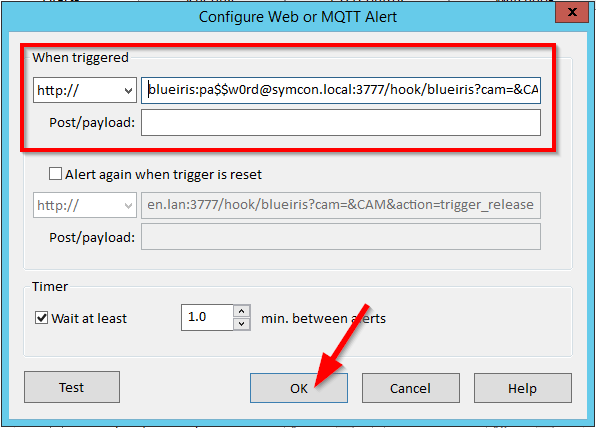 Configure Web or MQTT Alert
x
When triggered
http:// blueiris:pa$$w0rd@symcon.local:3777/hook/blueiris?cam=&CA
Post/payload:
Alert again when trigger is reset
http:// en.lan:3777/hook/blueiris?cam=&CAM&action=trigger_release
Post/payload:
Timer
Wait at least 1.0 min. between alerts
Test OK Cancel Help